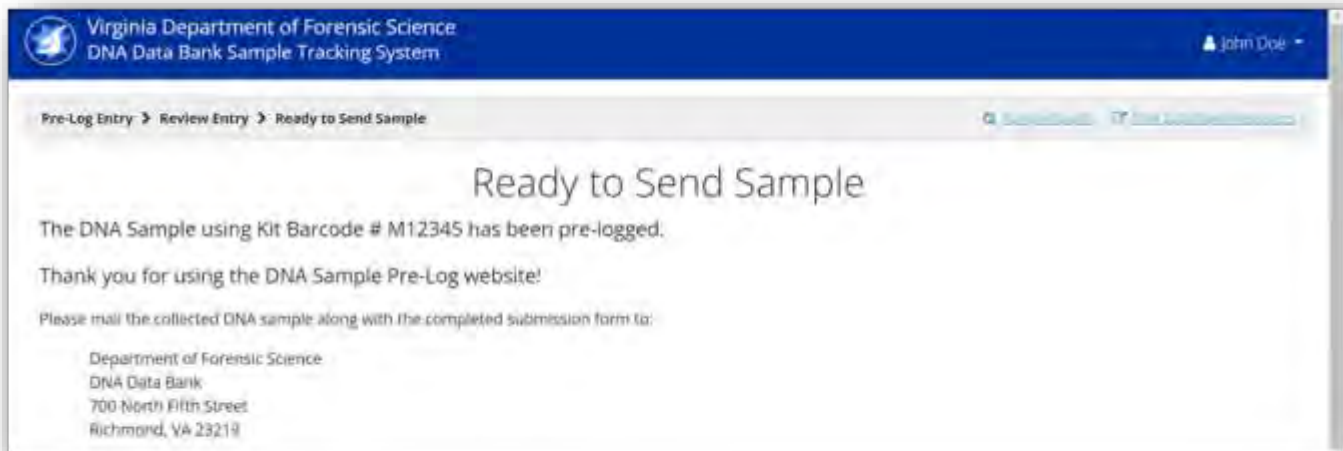 Virginia Department of Forensic Science
DNA Data Bank Sample Tracking System
John Doe
Pre-Log Entry > Review Entry > Ready to Send Sample
Ready to Send Sample
The DNA Sample using Kit Barcode # M12345 has been pre-logged.
Thank you for using the DNA Sample Pre-Log website!
Please mail the collected DNA sample along with the completed submission form to:
Department of Forensic Science
DNA Data Bank
700 North Fifth Street
Richmond, VA 23219